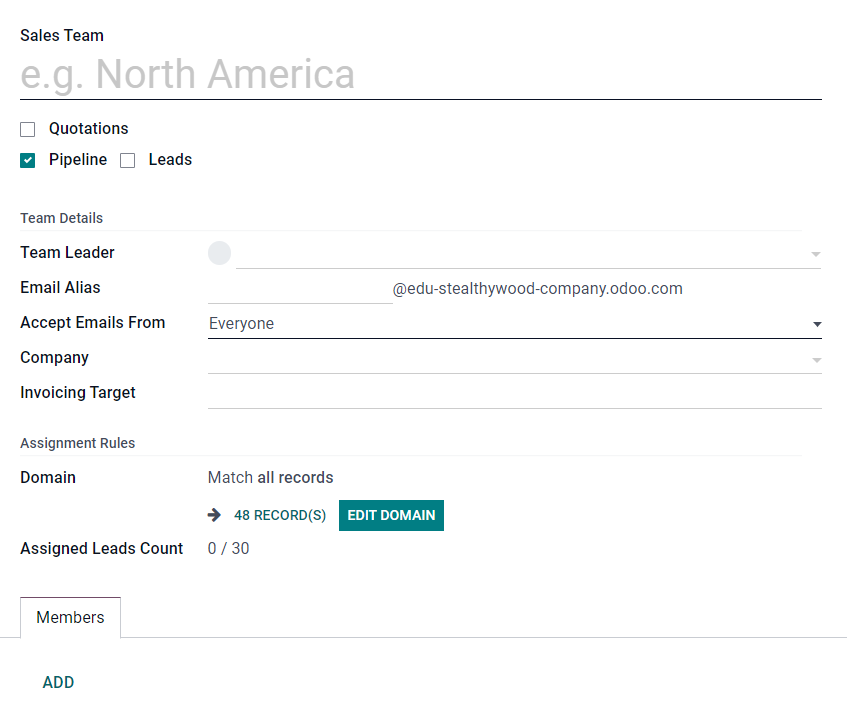 Sales Team
e.g. North America
Quotations
Pipeline Leads
Team Details
Team Leader
Email Alias @edu-stealthywood-company.odoo.com
Accept Emails From Everyone
Company
Invoicing Target
Assignment Rules
Domain Match all records
48 RECORD(S) EDIT DOMAIN
Assigned Leads Count 0 / 30
Members
ADD